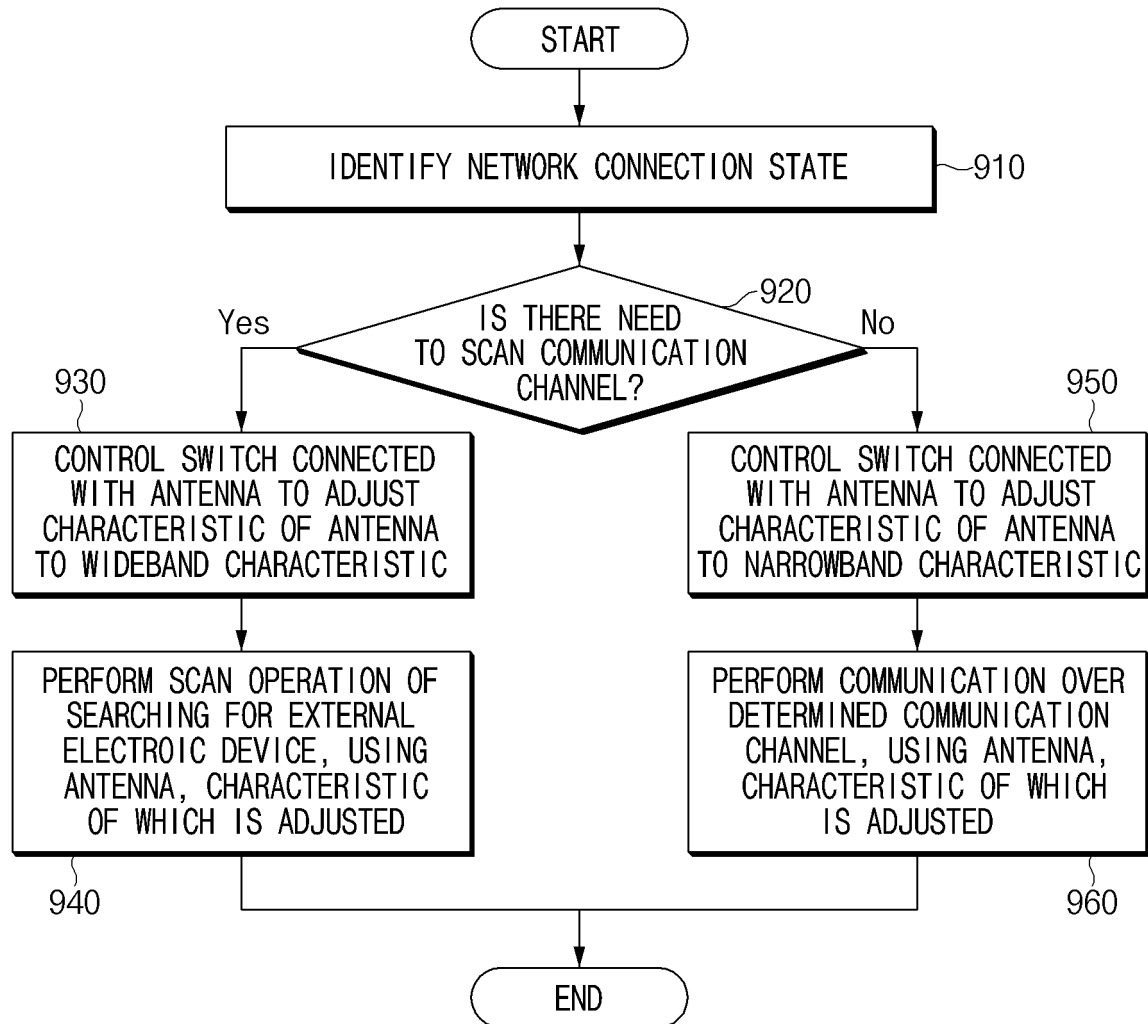 START
IDENTIFY NETWORK CONNECTION STATE
910
920
IS THERE NEED
TO SCAN COMMUNICATION
CHANNEL?
Yes
No
930
CONTROL SWITCH CONNECTED
WITH ANTENNA TO ADJUST
CHARACTERISTIC OF ANTENNA
TO WIDEBAND CHARACTERISTIC
950
CONTROL SWITCH CONNECTED
WITH ANTENNA TO ADJUST
CHARACTERISTIC OF ANTENNA
TO NARROWBAND CHARACTERISTIC
PERFORM SCAN OPERATION OF
SEARCHING FOR EXTERNAL
ELECTROIC DEVICE, USING
ANTENNA, CHARACTERISTIC
OF WHICH IS ADJUSTED
940
PERFORM COMMUNICATION OVER
DETERMINED COMMUNICATION
CHANNEL, USING ANTENNA,
CHARACTERISTIC OF WHICH
IS ADJUSTED
960
END